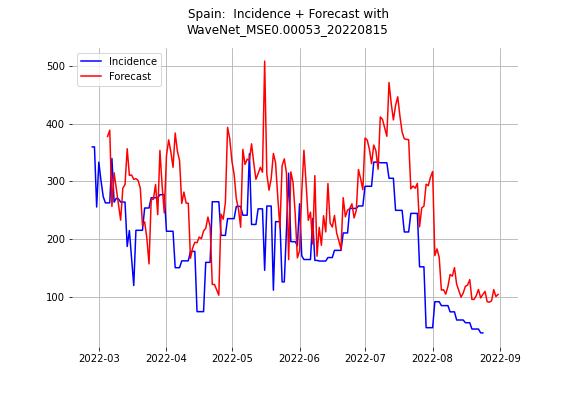 Spain:  Incidence + Forecast with
WaveNet_MSE0.00053_20220815
Incidence
Forecast
500
400
300
200
100
2022-03 2022-04 2022-05 2022-06 2022-07 2022-08 2022-09